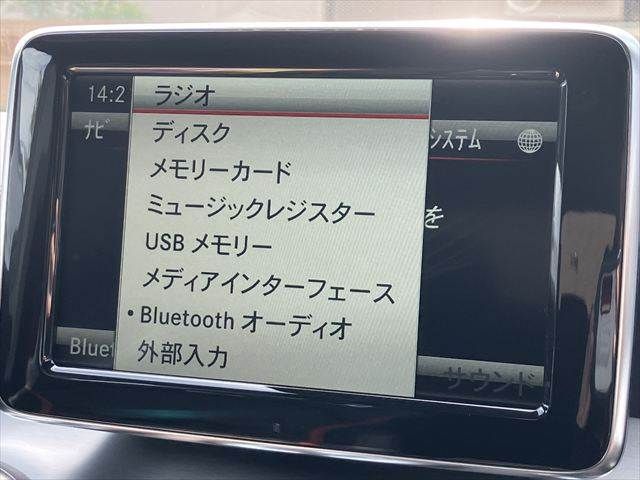 14:2
ラジオ
ナビ
ディスク
システム
メモリーカード
ミュージックレジスター
を
USB メモリー
メディアインターフェース
• Bluetooth オーディオ
Blue
外部入力
サウンド